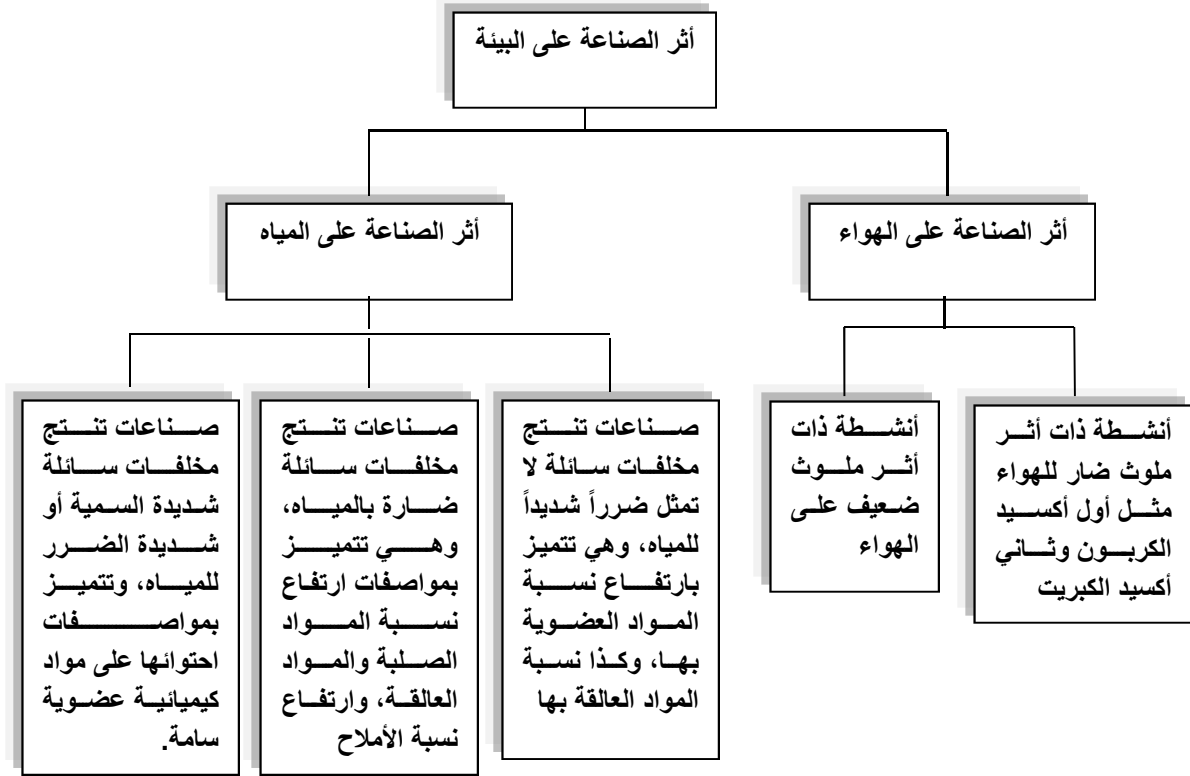 أثر الصناعة على البيئة
أثر الصناعة على الهواء
أثر الصناعة على المياه
أنشطة ذات أثر
ملوث ضار للهواء
مثل أول أكسيد
الكربون وثاني
أكسيد الكبريت
أنشطة ذات
أثر ملوث
ضعيف على
الهواء
صناعات تنتج
مخلفات سائلة لا
تمثل ضرراً شديداً
للمياه، وهي تتميز
بارتفاع نسبة
المواد العضوية
بها، وكذا نسبة
المواد العالقة بها
صناعات تنتج
مخلفات سائلة
ضارة بالمياه،
وهي تتميز
بمواصفات ارتفاع
نسبة المواد
الصلبة والمواد
العالقة، وارتفاع
نسبة الأملاح
صناعات تنتج
مخلفات سائلة
شديدة السمية أو
شديدة الضرر
للمياه، وتتميز
بمواصفات
احتوائها على مواد
كيميائية عضوية
سامة.